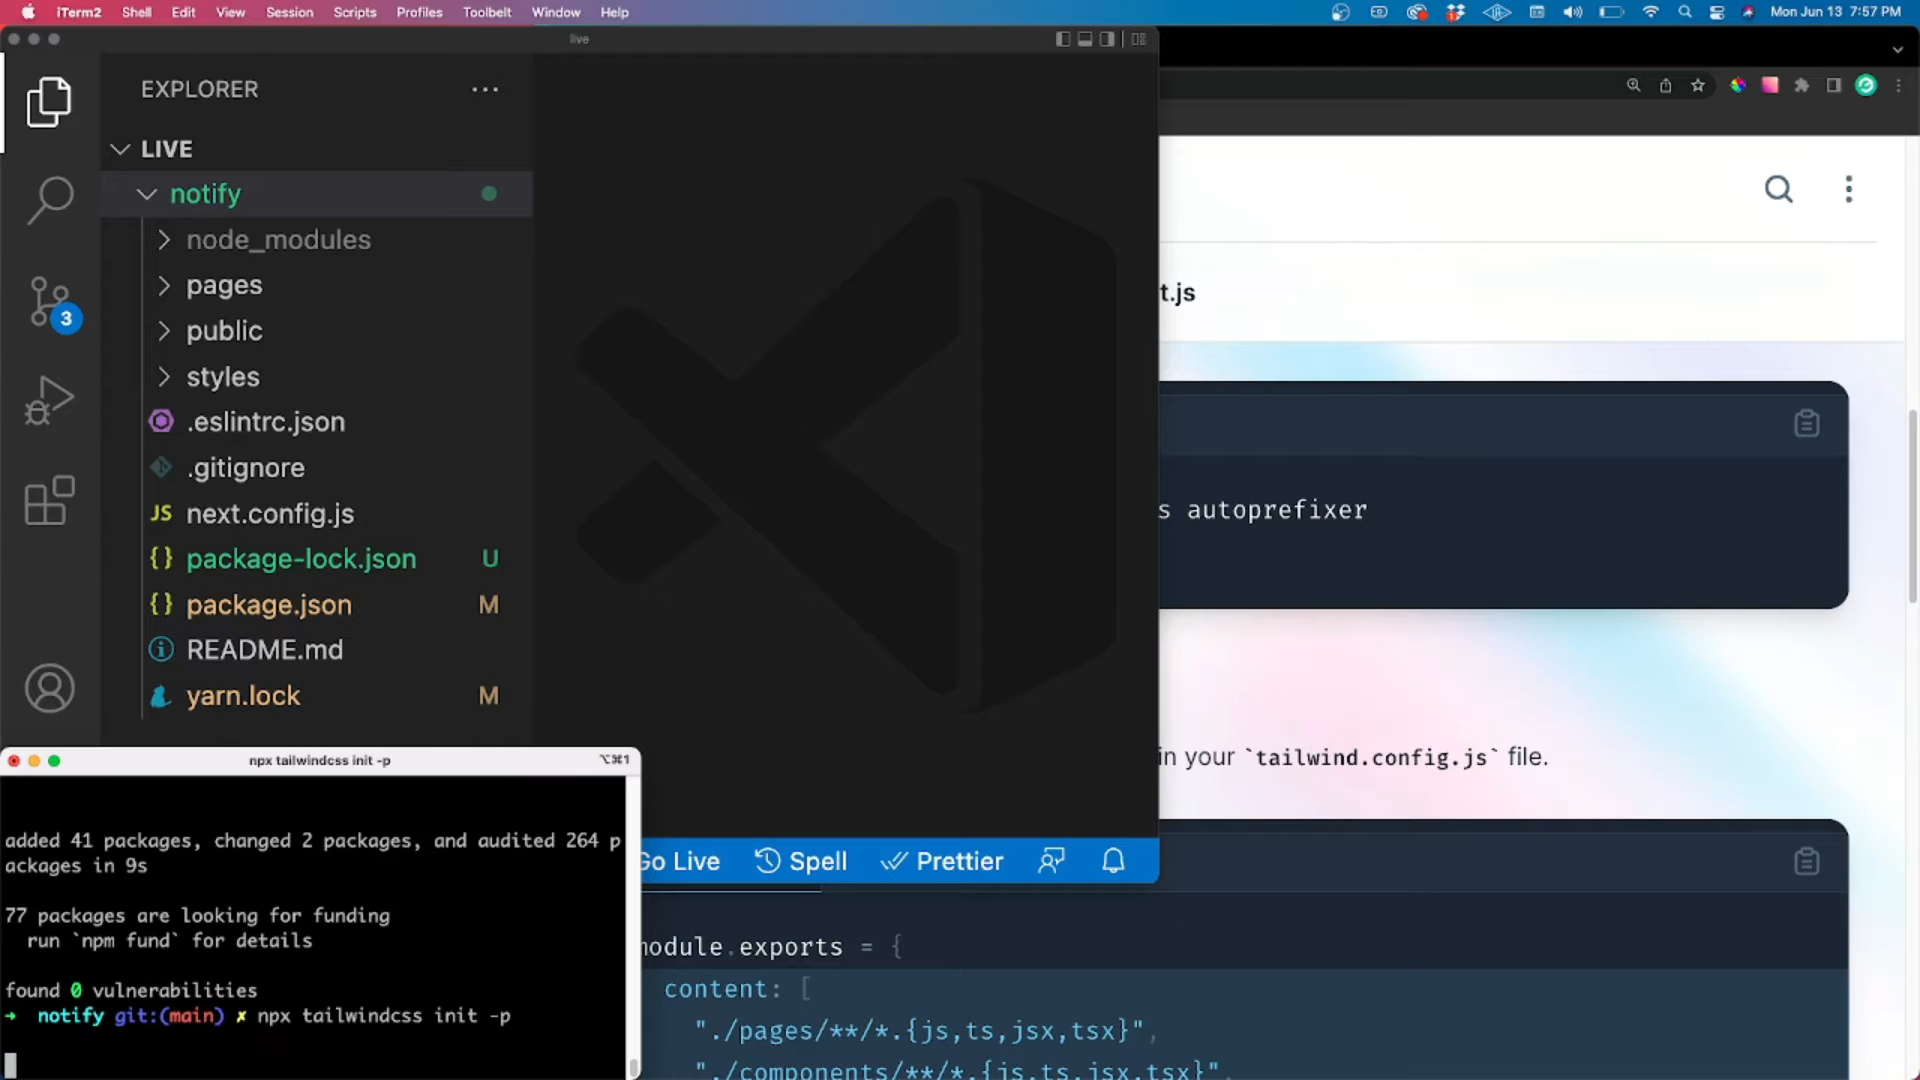 iTerm2 Shell Edit View Session Scripts Profiles Toolbelt Window Help Mon Jun 13 7:57 PM
live
EXPLORER
LIVE
notify
node_modules
pages
public
styles
.eslintrc.json
.gitignore
JS next.config.js
{} package-lock.json U
{} package.json M
README.md
yarn.lock M
3
Go Live Spell Prettier
t.js
s autoprefixer
in your `tailwind.config.js` file.
module.exports = {
content: [
"./pages/**/*.{js,ts,jsx,tsx}",
"./components/**/*.{js,ts,jsx,tsx}",
npx tailwindcss init -p ⌥⌘1
added 41 packages, changed 2 packages, and audited 264 p
ackages in 9s
77 packages are looking for funding
run `npm fund` for details
found 0 vulnerabilities
➜ notify git:(main) ✗ npx tailwindcss init -p